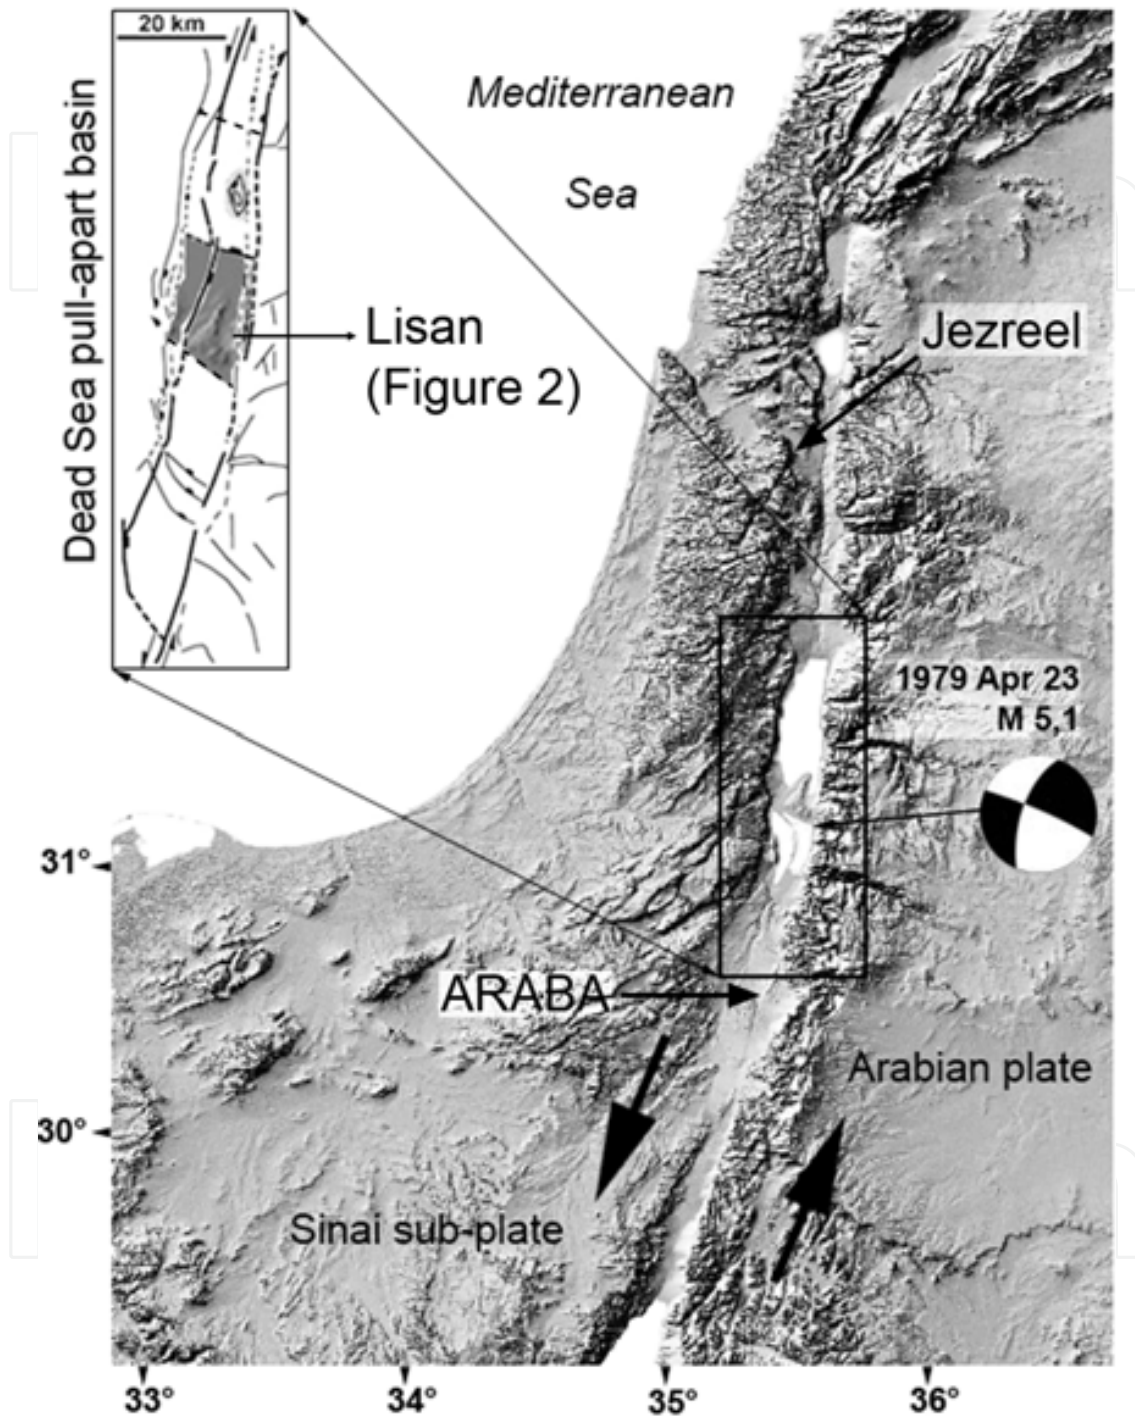 20 km
Dead Sea pull-apart basin
Mediterranean
Sea
Jezreel
Lisan
(Figure 2)
1979 Apr 23
M 5,1
31°
ARABA
Arabian plate
30°
Sinai sub-plate
33°
34°
35°
36°